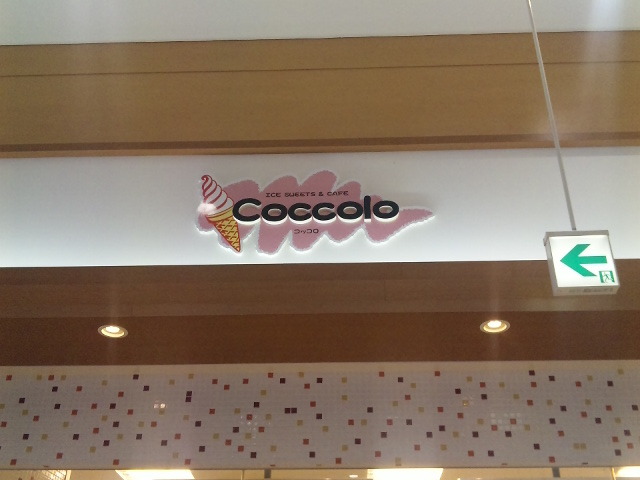 ICE SWEETS & CAFE
Coccolo
コッコロ